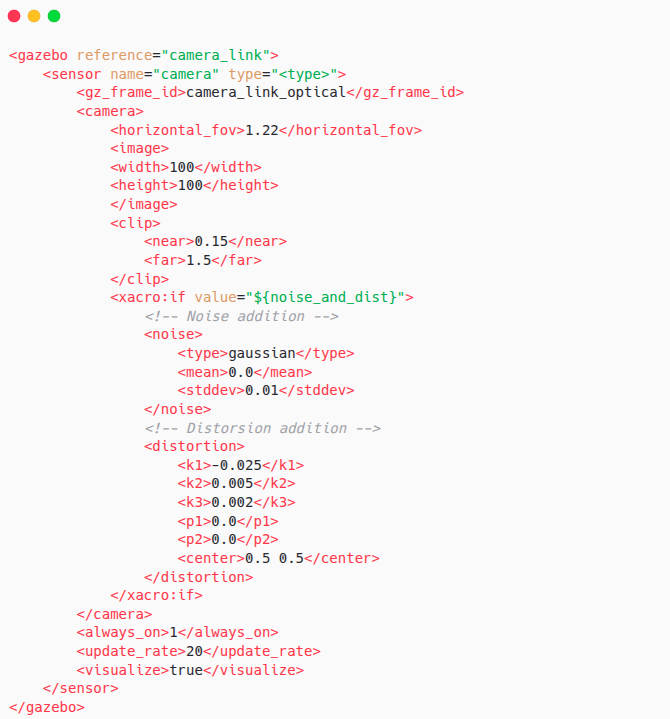 <gazebo reference="camera_link">
    <sensor name="camera" type="<type>">
        <gz_frame_id>camera_link_optical</gz_frame_id>
        <camera>
            <horizontal_fov>1.22</horizontal_fov>
            <image>
            <width>100</width>
            <height>100</height>
            </image>
            <clip>
                <near>0.15</near>
                <far>1.5</far>
            </clip>
            <xacro:if value="${noise_and_dist}">
                <!-- Noise addition -->
                <noise>
                    <type>gaussian</type>
                    <mean>0.0</mean>
                    <stddev>0.01</stddev>
                </noise>
                <!-- Distorsion addition -->
                <distortion>
                    <k1>-0.025</k1>
                    <k2>0.005</k2>
                    <k3>0.002</k3>
                    <p1>0.0</p1>
                    <p2>0.0</p2>
                    <center>0.5 0.5</center>
                </distortion>
            </xacro:if>
        </camera>
        <always_on>1</always_on>
        <update_rate>20</update_rate>
        <visualize>true</visualize>
    </sensor>
</gazebo>